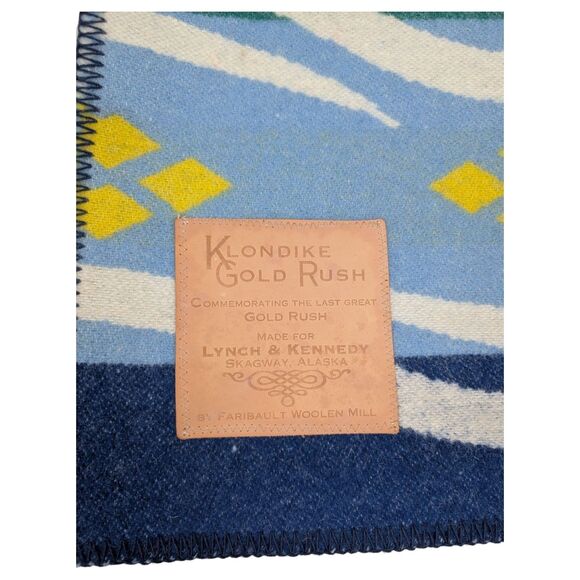 KLONDIKE
GOLD RUSH
COMMEMORATING THE LAST GREAT
GOLD RUSH
MADE FOR
LYNCH & KENNEDY
SKAGWAY, ALASKA
BY FARIBAULT WOOLEN MILL